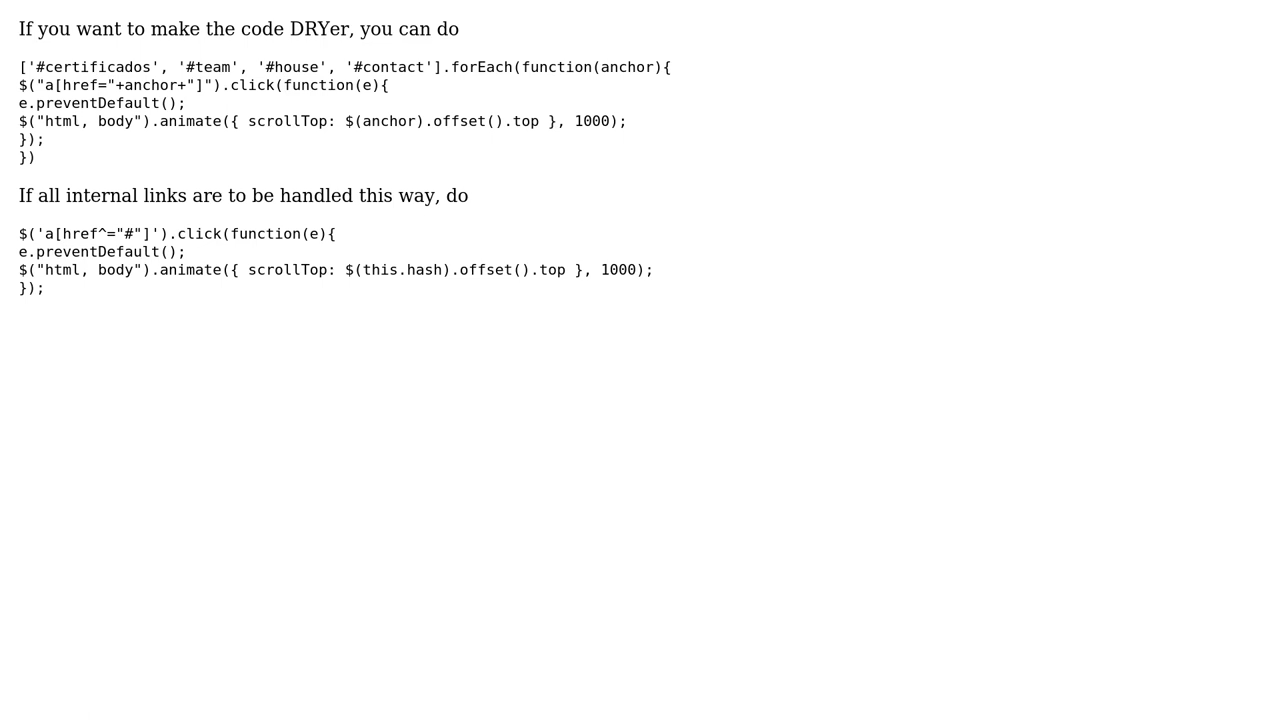 If you want to make the code DRYer, you can do
['#certificados', '#team', '#house', '#contact'].forEach(function(anchor){
$("a[href="+anchor+"]").click(function(e){
e.preventDefault();
$("html, body").animate({ scrollTop: $(anchor).offset().top }, 1000);
});
})
If all internal links are to be handled this way, do
$('a[href^="#"]').click(function(e){
e.preventDefault();
$("html, body").animate({ scrollTop: $(this.hash).offset().top }, 1000);
});